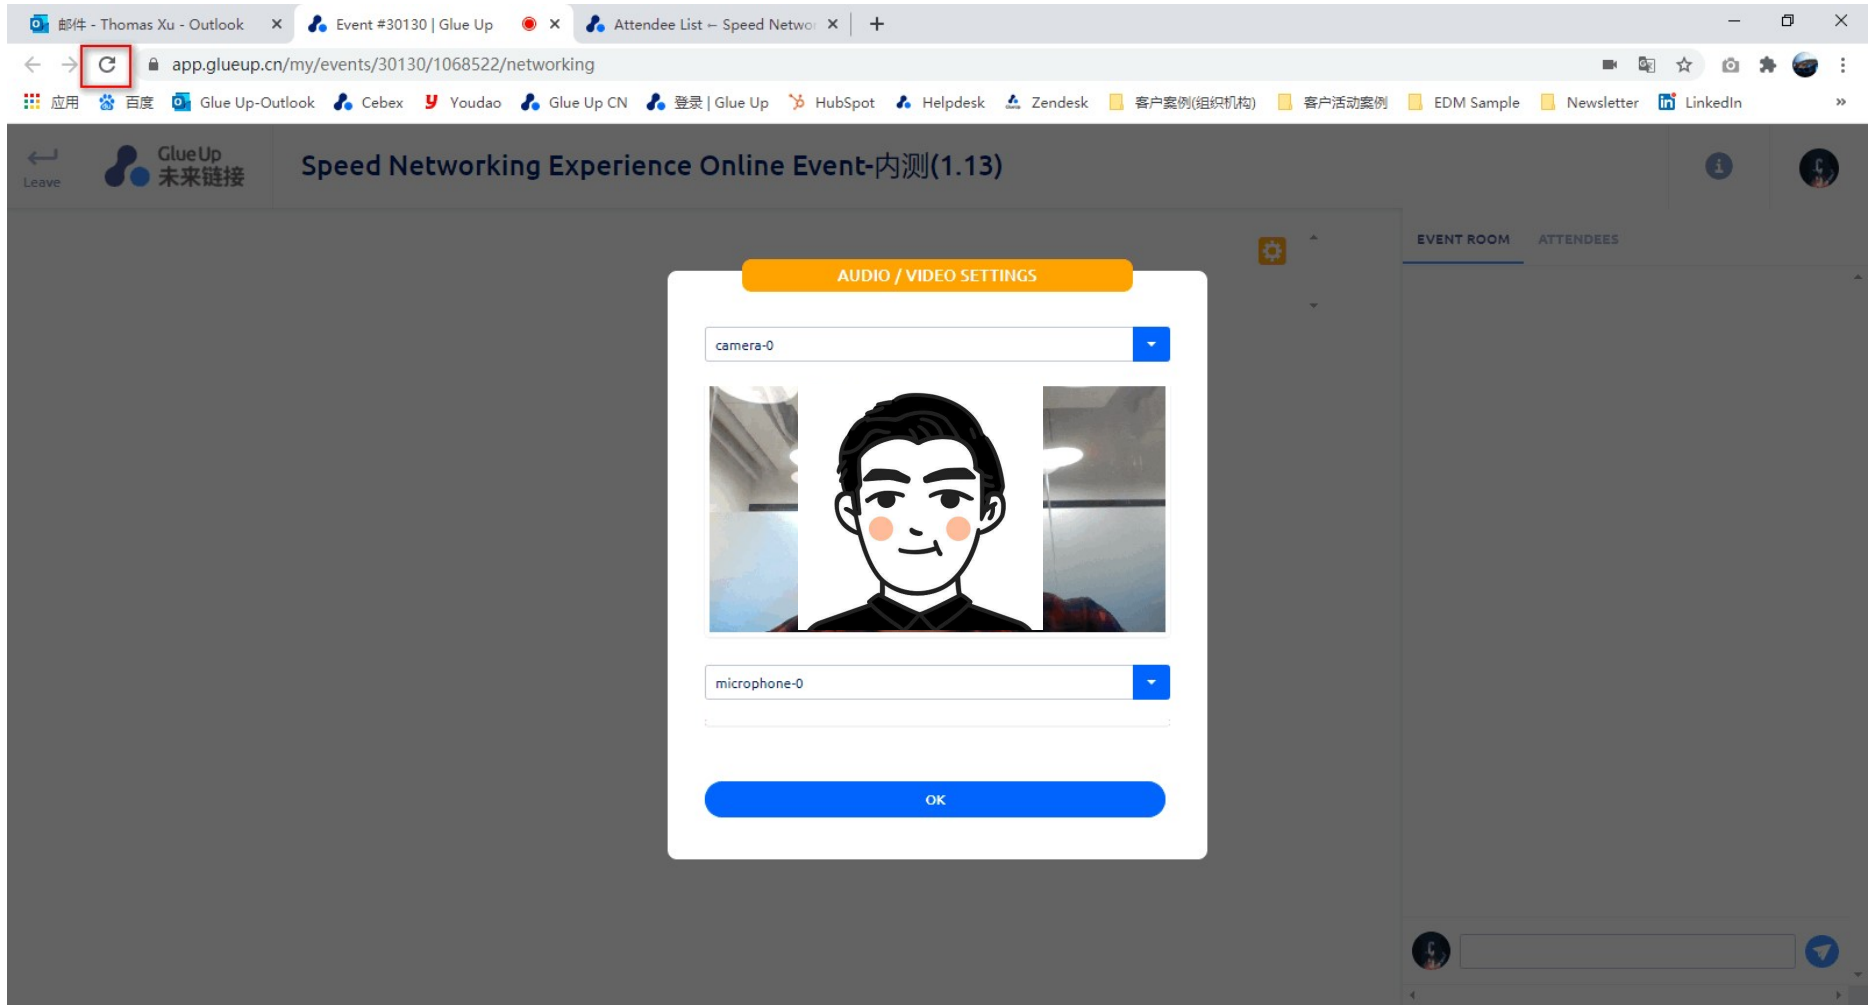 邮件 - Thomas Xu - Outlook
Event #30130 | Glue Up
Attendee List ← Speed Networ
app.glueup.cn/my/events/30130/1068522/networking
应用 百度 Glue Up-Outlook Cebex Youdao Glue Up CN 登录 | Glue Up HubSpot Helpdesk Zendesk 客户案例(组织机构) 客户活动案例 EDM Sample Newsletter LinkedIn
Leave
Glue Up
未来链接
Speed Networking Experience Online Event-内测(1.13)
EVENT ROOM ATTENDEES
AUDIO / VIDEO SETTINGS
camera-0
microphone-0
OK